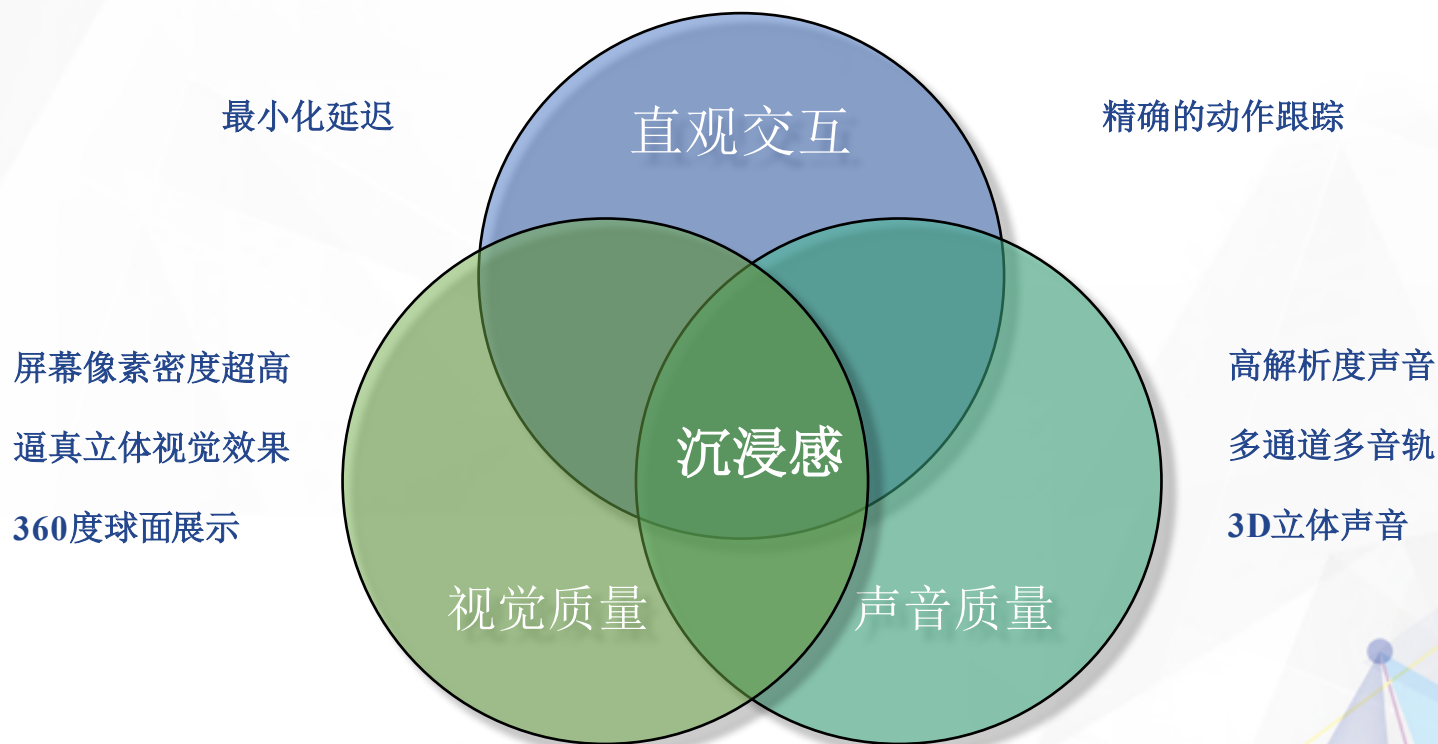 最小化延迟
直观交互
精确的动作跟踪
屏幕像素密度超高
逼真立体视觉效果
360度球面展示
沉浸感
高解析度声音
多通道多音轨
3D立体声音
视觉质量
声音质量